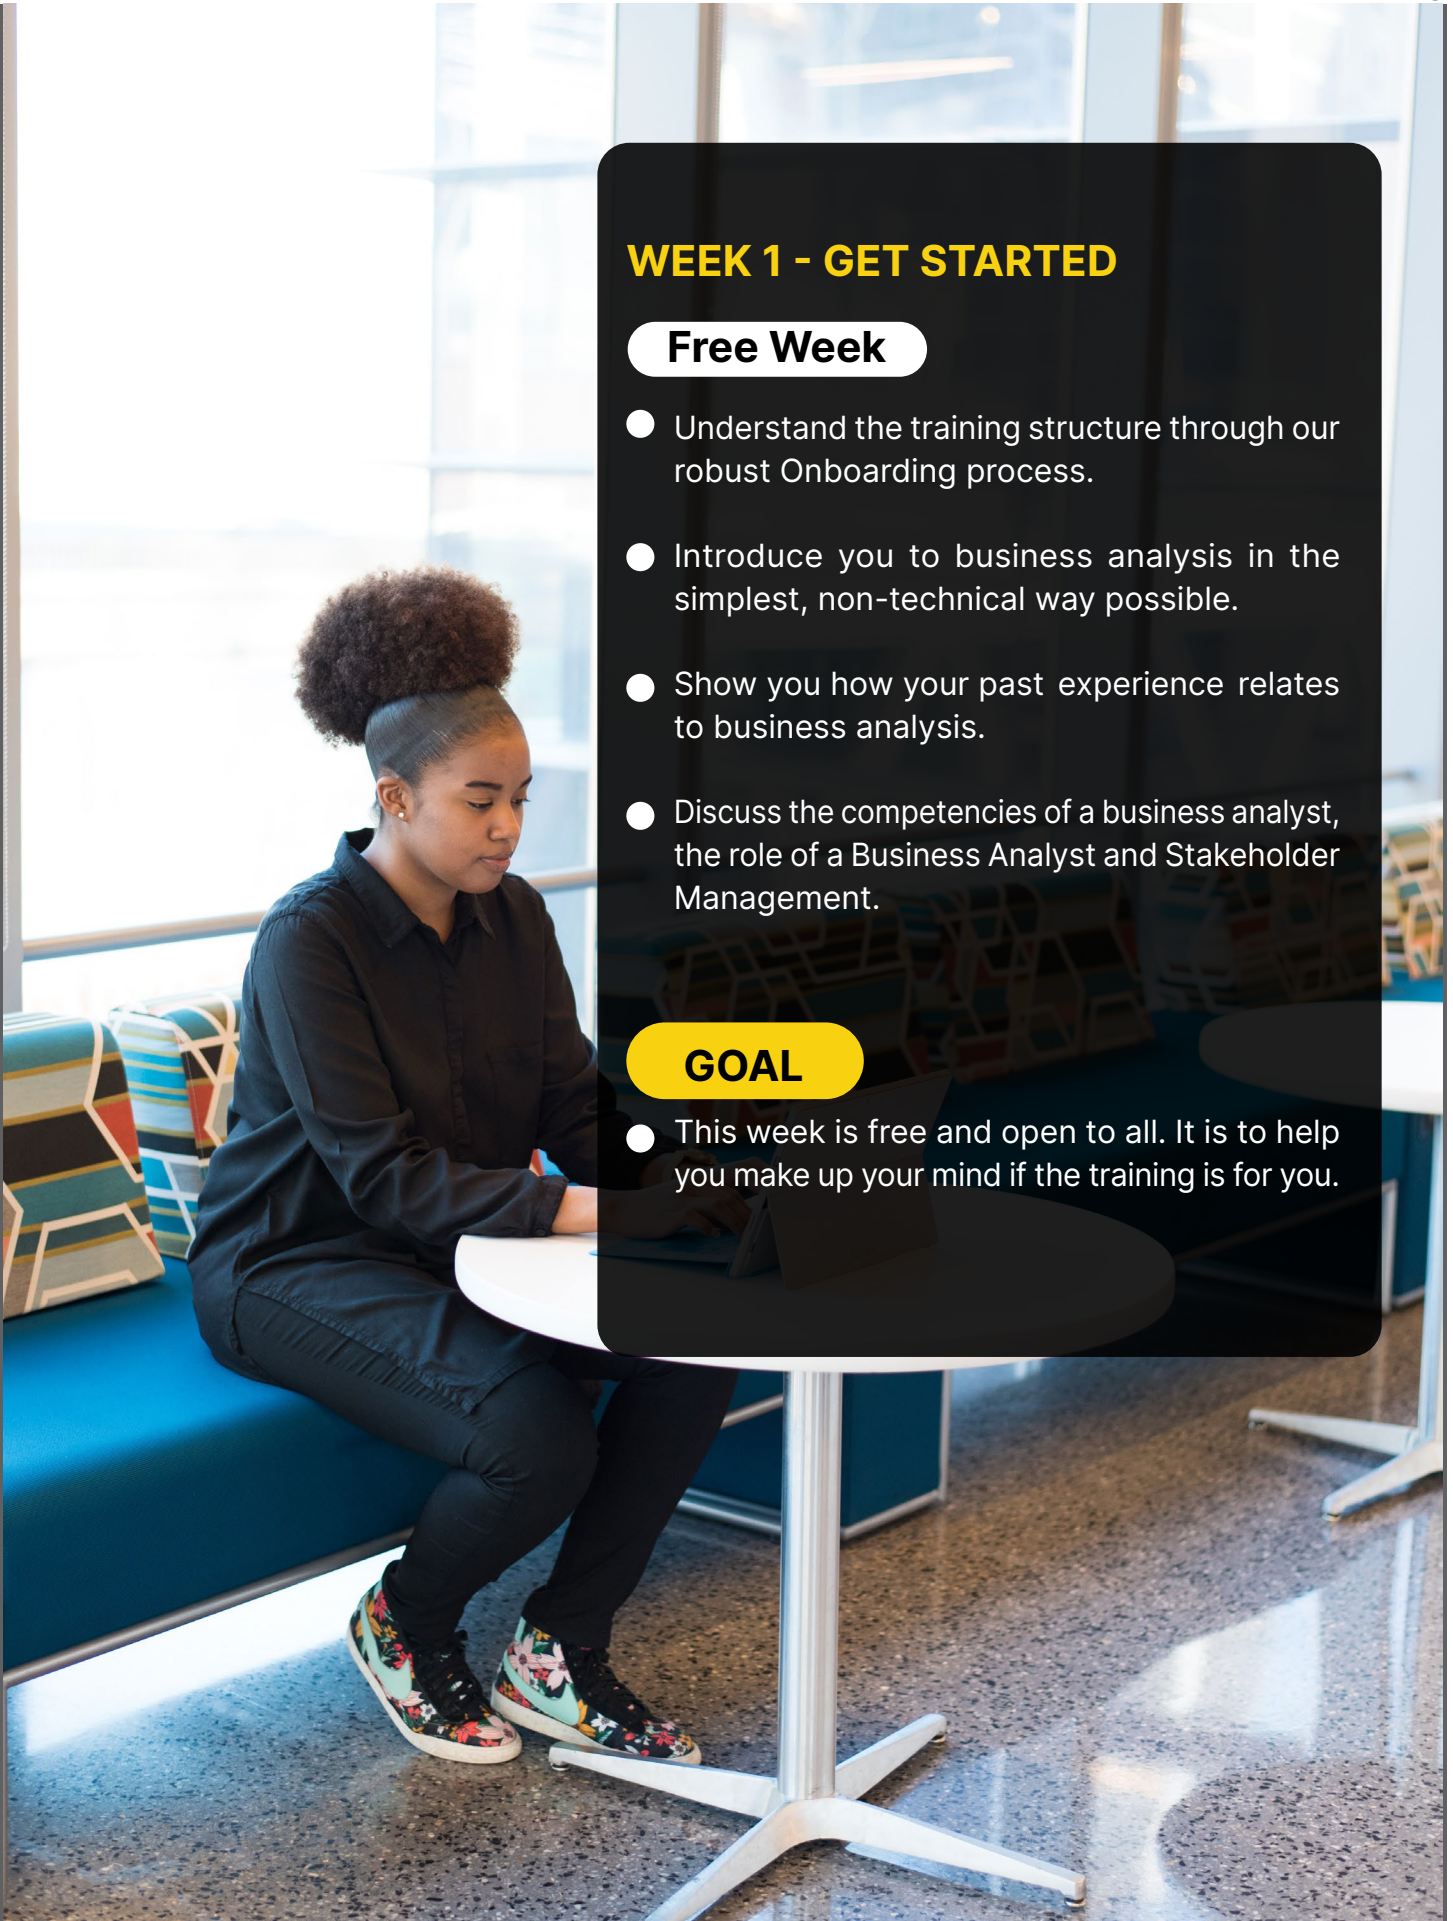 WEEK 1 - GET STARTED
Free Week
Understand the training structure through our
robust Onboarding process.
Introduce you to business analysis in the
simplest, non-technical way possible.
Show you how your past experience relates
to business analysis.
Discuss the competencies of a business analyst,
the role of a Business Analyst and Stakeholder
Management.
GOAL
This week is free and open to all. It is to help
you make up your mind if the training is for you.